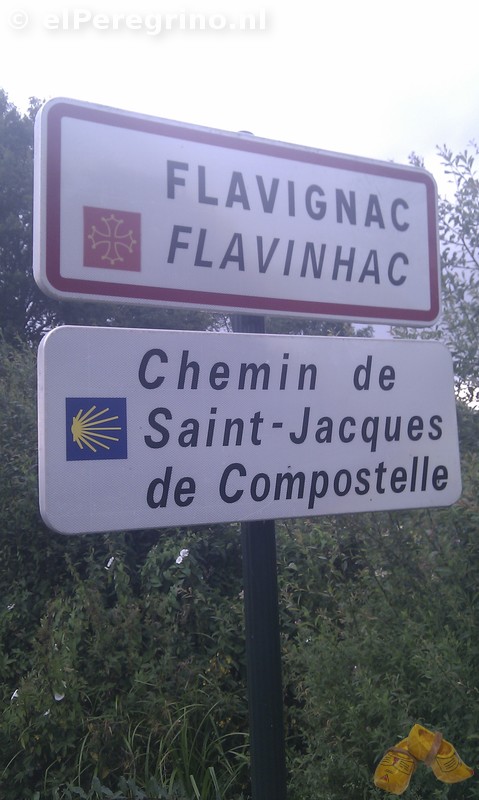 © elPeregrino.nl
FLAVIGNAC
FLAVINHAC
Chemin de
Saint-Jacques
de Compostelle